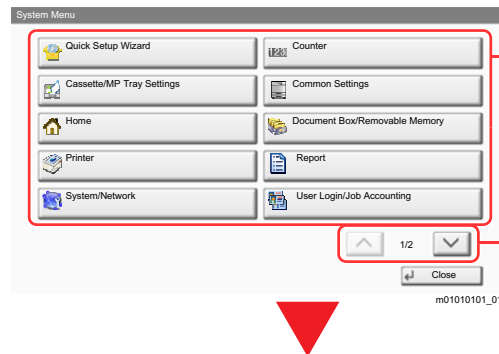 System Menu
Quick Setup Wizard
Counter
Cassette/MP Tray Settings
Common Settings
Home
Document Box/Removable Memory
Printer
Report
System/Network
User Login/Job Accounting
1/2
Close
m01010101_01